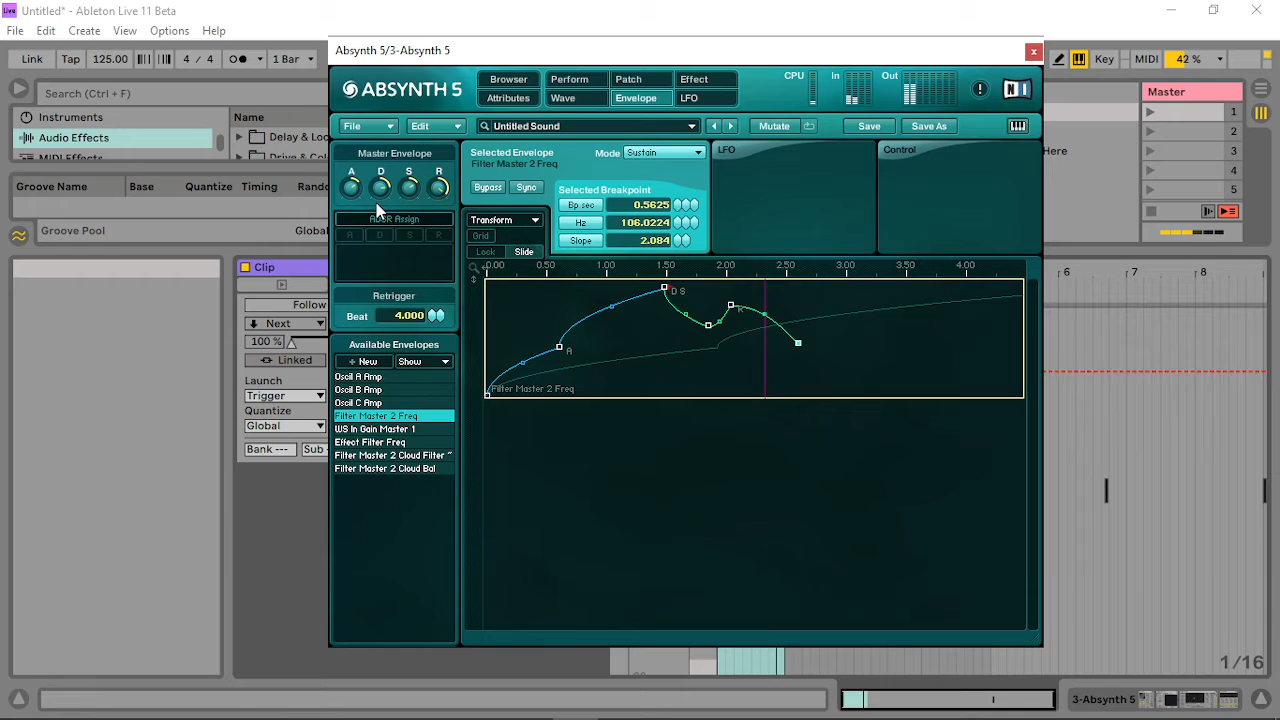 Live Untitled* - Ableton Live 11 Beta
File Edit Create View Options Help
Link Tap 125.00 4 / 4 1 Bar Key MIDI 42 %
Absynth 5/3-Absynth 5 x
ABSYNTH 5 Browser Attributes Perform Wave Patch Envelope Effect LFO CPU In Out ! NI
File Edit Untitled Sound Mutate Save Save As
Search (Ctrl + F)
Instruments
Audio Effects
MIDI Effects
Name
Delay & Loo
Groove Name Base Quantize Timing Rando
Groove Pool Globa
Clip
Follow
Next
100 %
Linked
Launch
Trigger
Quantize
Global
Bank --- Sub
Master Envelope
A D S R
ADSR Assign
A D S R
Retrigger
Beat 4.000
Available Envelopes
+ New Show
Oscil A Amp
Oscil B Amp
Oscil C Amp
Filter Master 2 Freq
WS In Gain Master 1
Effect Filter Freq
Filter Master 2 Cloud Filter ~
Filter Master 2 Cloud Bal
Selected Envelope
Filter Master 2 Freq
Mode Sustain
Bypass Sync
Selected Breakpoint
Bp sec 0.5625
Hz 106.0224
Slope 2.084
Transform
Grid
Lock Slide
LFO
Control
0.00 0.50 1.00 1.50 2.00 2.50 3.00 3.50 4.00
D S
R
A
Filter Master 2 Freq
Master
1
2
Here 3
4
5
6 7 8
1/16
3-Absynth 5